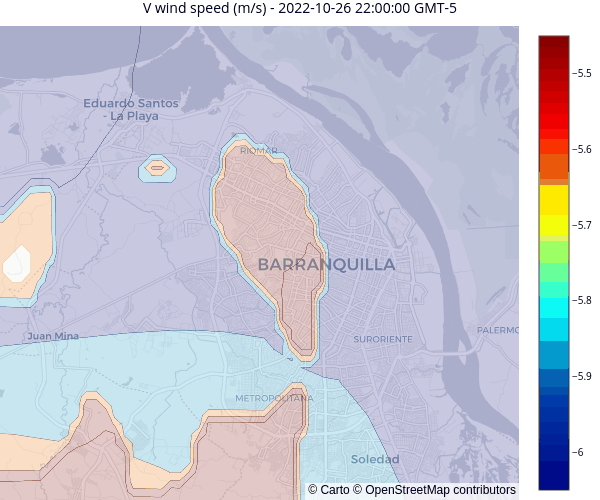 V wind speed (m/s) - 2022-10-26 22:00:00 GMT-5
Eduardo Santos
- La Playa
RIOMAR
BARRANQUILLA
Juan Mina
SURORIENTE
PALERMO
METROPOLITANA
Soledad
−5.5
−5.6
−5.7
−5.8
−5.9
−6
© Carto © OpenStreetMap contributors